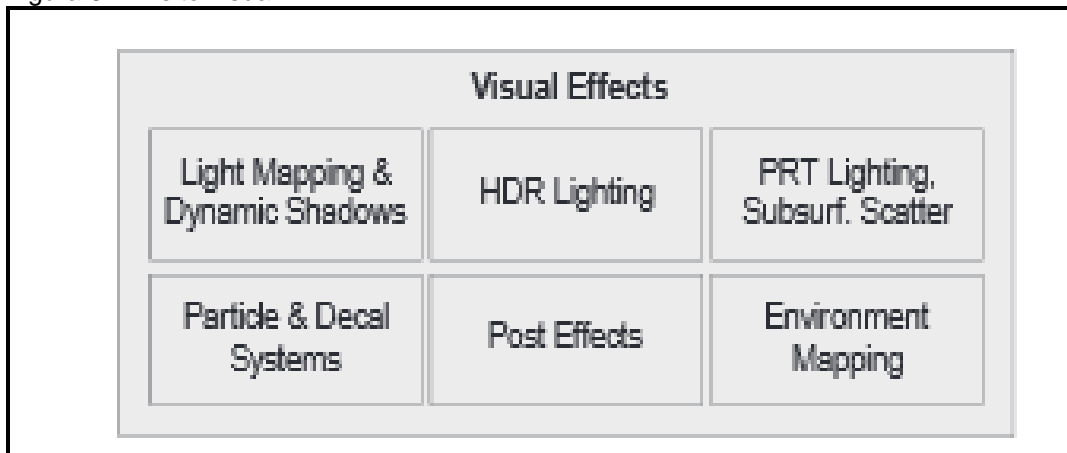 Visual Effects
Light Mapping &
Dynamic Shadows
HDR Lighting
PRT Lighting,
Subsurf. Scatter
Particle & Decal
Systems
Post Effects
Environment
Mapping